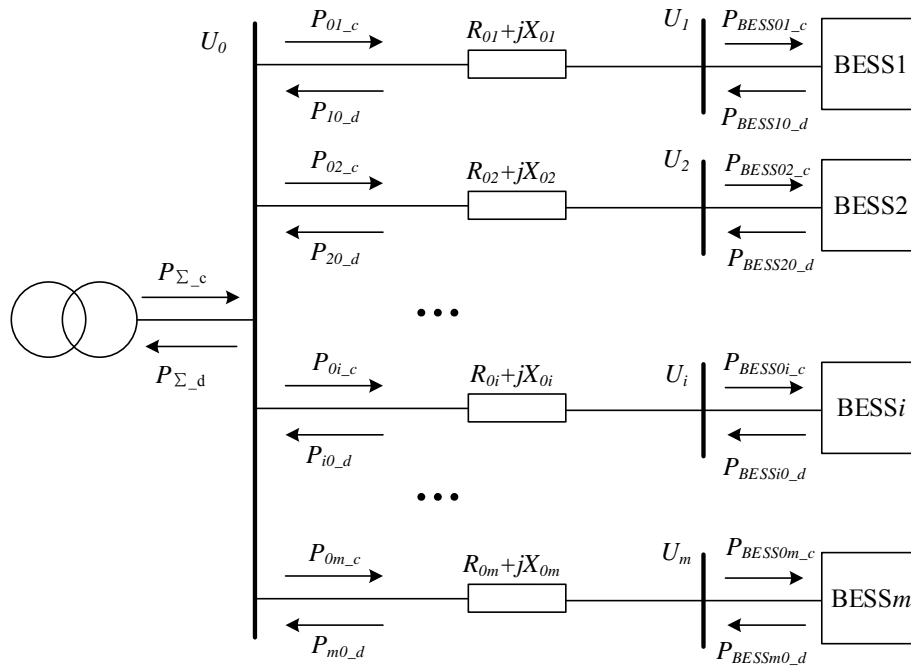 U0 P01_c R01+jX01 U1 PBESS01_c BESS1
P10_d PBESS10_d
P02_c R02+jX02 U2 PBESS02_c BESS2
P20_d PBESS20_d
PΣ_c
•••
PΣ_d
P0i_c R0i+jX0i Ui PBESS0i_c BESSi
Pi0_d PBESSi0_d
•••
P0m_c R0m+jX0m Um PBESS0m_c BESSm
Pm0_d PBESSm0_d